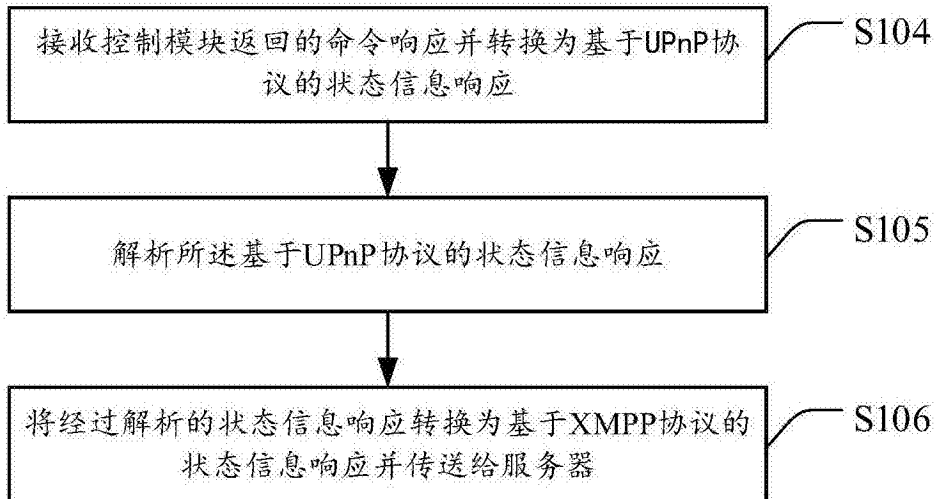 接收控制模块返回的命令响应并转换为基于UPnP协
议的状态信息响应
S104
解析所述基于UPnP协议的状态信息响应
S105
将经过解析的状态信息响应转换为基于XMPP协议的
状态信息响应并传送给服务器
S106